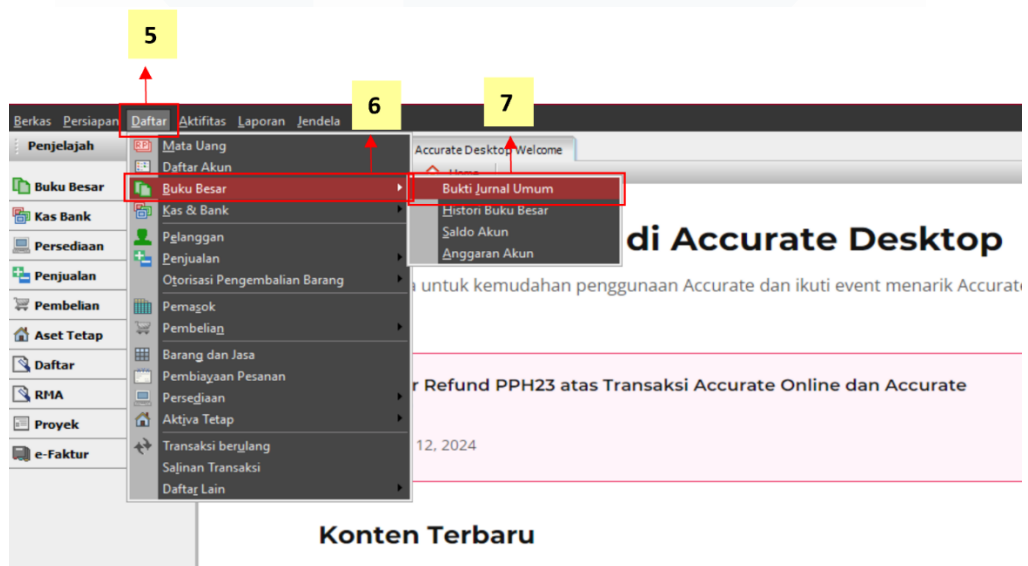 5
6
7
Berkas Persiapan Daftar Aktifitas Laporan Jendela
Penjelajah
Buku Besar
Kas Bank
Persediaan
Penjualan
Pembelian
Aset Tetap
Daftar
RMA
Proyek
e-Faktur
Mata Uang
Daftar Akun
Buku Besar
Kas & Bank
Pelanggan
Penjualan
Otorisasi Pengembalian Barang
Pemasok
Pembelian
Barang dan Jasa
Pembiayaan Pesanan
Persediaan
Aktiva Tetap
Transaksi berulang
Salinan Transaksi
Daftar Lain
Accurate Desktop Welcome
Home
Bukti Jurnal Umum
Histori Buku Besar
Saldo Akun
Anggaran Akun
di Accurate Desktop
untuk kemudahan penggunaan Accurate dan ikuti event menarik Accurate
r Refund PPH23 atas Transaksi Accurate Online dan Accurate
12, 2024
Konten Terbaru